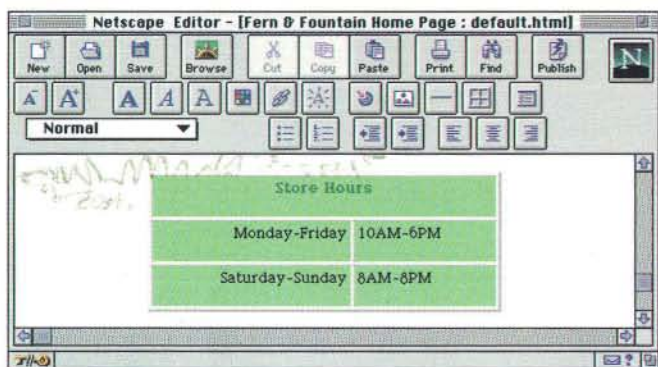 Netscape Editor - [Fern & Fountain Home Page : default.html]
New Open Save Browse Cut Copy Paste Print Find Publish N
A- A+ A A A
Normal
Store Hours
Monday-Friday 10AM-6PM
Saturday-Sunday 8AM-8PM